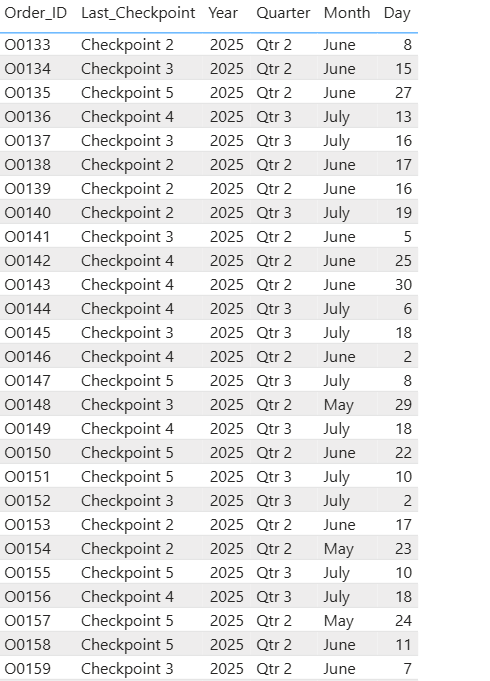 Order_ID Last_Checkpoint Year Quarter Month Day
O0133 Checkpoint 2 2025 Qtr 2 June 8
O0134 Checkpoint 3 2025 Qtr 2 June 15
O0135 Checkpoint 5 2025 Qtr 2 June 27
O0136 Checkpoint 4 2025 Qtr 3 July 13
O0137 Checkpoint 3 2025 Qtr 3 July 16
O0138 Checkpoint 2 2025 Qtr 2 June 17
O0139 Checkpoint 2 2025 Qtr 2 June 16
O0140 Checkpoint 2 2025 Qtr 3 July 19
O0141 Checkpoint 3 2025 Qtr 2 June 5
O0142 Checkpoint 4 2025 Qtr 2 June 25
O0143 Checkpoint 4 2025 Qtr 2 June 30
O0144 Checkpoint 4 2025 Qtr 3 July 6
O0145 Checkpoint 3 2025 Qtr 3 July 18
O0146 Checkpoint 4 2025 Qtr 2 June 2
O0147 Checkpoint 5 2025 Qtr 3 July 8
O0148 Checkpoint 3 2025 Qtr 2 May 29
O0149 Checkpoint 4 2025 Qtr 3 July 18
O0150 Checkpoint 5 2025 Qtr 2 June 22
O0151 Checkpoint 5 2025 Qtr 3 July 10
O0152 Checkpoint 3 2025 Qtr 3 July 2
O0153 Checkpoint 2 2025 Qtr 2 June 17
O0154 Checkpoint 2 2025 Qtr 2 May 23
O0155 Checkpoint 5 2025 Qtr 3 July 10
O0156 Checkpoint 4 2025 Qtr 3 July 18
O0157 Checkpoint 5 2025 Qtr 2 May 24
O0158 Checkpoint 5 2025 Qtr 2 June 11
O0159 Checkpoint 3 2025 Qtr 2 June 7